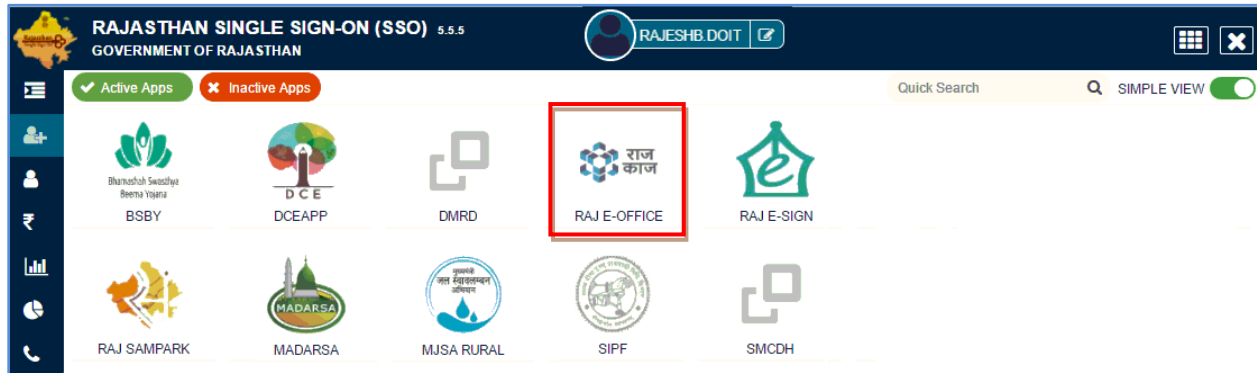 RAJASTHAN SINGLE SIGN-ON (SSO) 5.5.5
GOVERNMENT OF RAJASTHAN
RAJESHB.DOIT
Active Apps
Inactive Apps
Quick Search
SIMPLE VIEW
Bhamashah Swasthya
Beema Yojana
BSBY
DCE
DCEAPP
DMRD
राज
काज
RAJ E-OFFICE
e
RAJ E-SIGN
RAJ SAMPARK
MADARSA
MADARSA
मुख्यमंत्री
जल स्वावलम्बन
अभियान
MJSA RURAL
SIPF
SMCDH